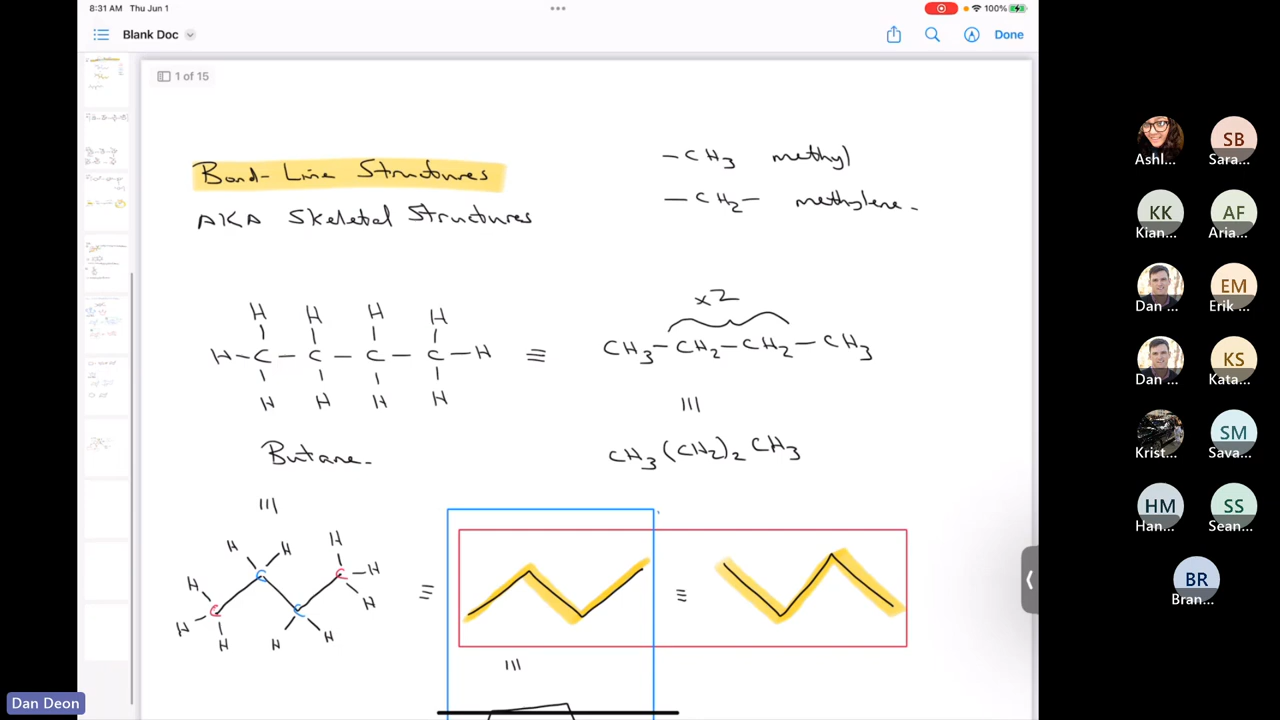 8:31 AM Thu Jun 1
100%
Blank Doc
Done
1 of 15
Bond-Line Structures
AKA Skeletal Structures
-CH3 methyl
-CH2- methylene.
H H H H
H-C-C-C-C-H
H H H H
≡
x2
CH3-CH2-CH2-CH3
≡
Butane.
CH3(CH2)2CH3
≡
H H H
H C C H
H C C H
H H H H
≡
≡
≡
Ashl...
SB
Sara...
KK
Kian...
AF
Aria...
Dan ...
EM
Erik ...
Dan ...
KS
Kata...
Krist...
SM
Sava...
HM
Han...
SS
Sean...
BR
Bran...
Dan Deon